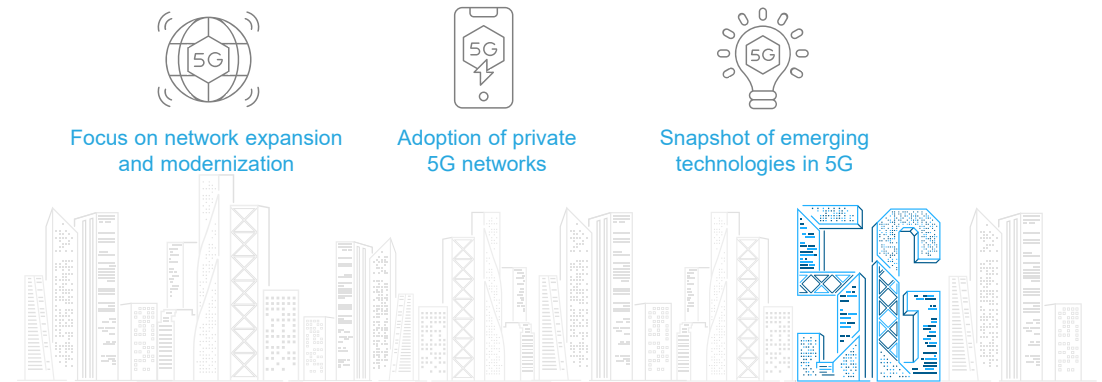 5G
5G
5G
Focus on network expansion
and modernization
Adoption of private
5G networks
Snapshot of emerging
technologies in 5G
5G